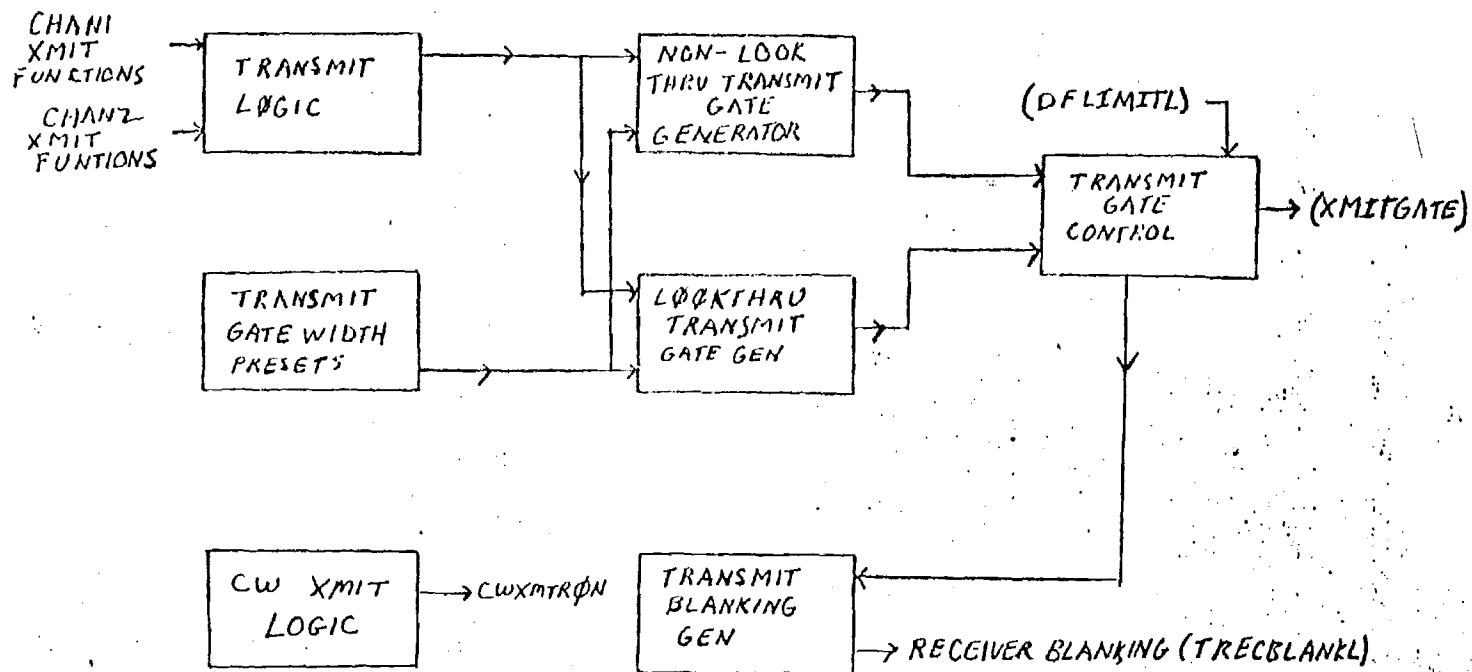 CHAN1
XMIT
FUNCTIONS
CHAN2
XMIT
FUNTIONS
TRANSMIT
LØGIC
NON-LOOK
THRU TRANSMIT
GATE
GENERATOR
(DFLIMITL)
TRANSMIT
GATE
CONTROL
(XMITGATE)
TRANSMIT
GATE WIDTH
PRESETS
LØØKTHRU
TRANSMIT
GATE GEN
CW XMIT
LOGIC
CWXMTRØN
TRANSMIT
BLANKING
GEN
RECEIVER BLANKING (TRECBLANKL)